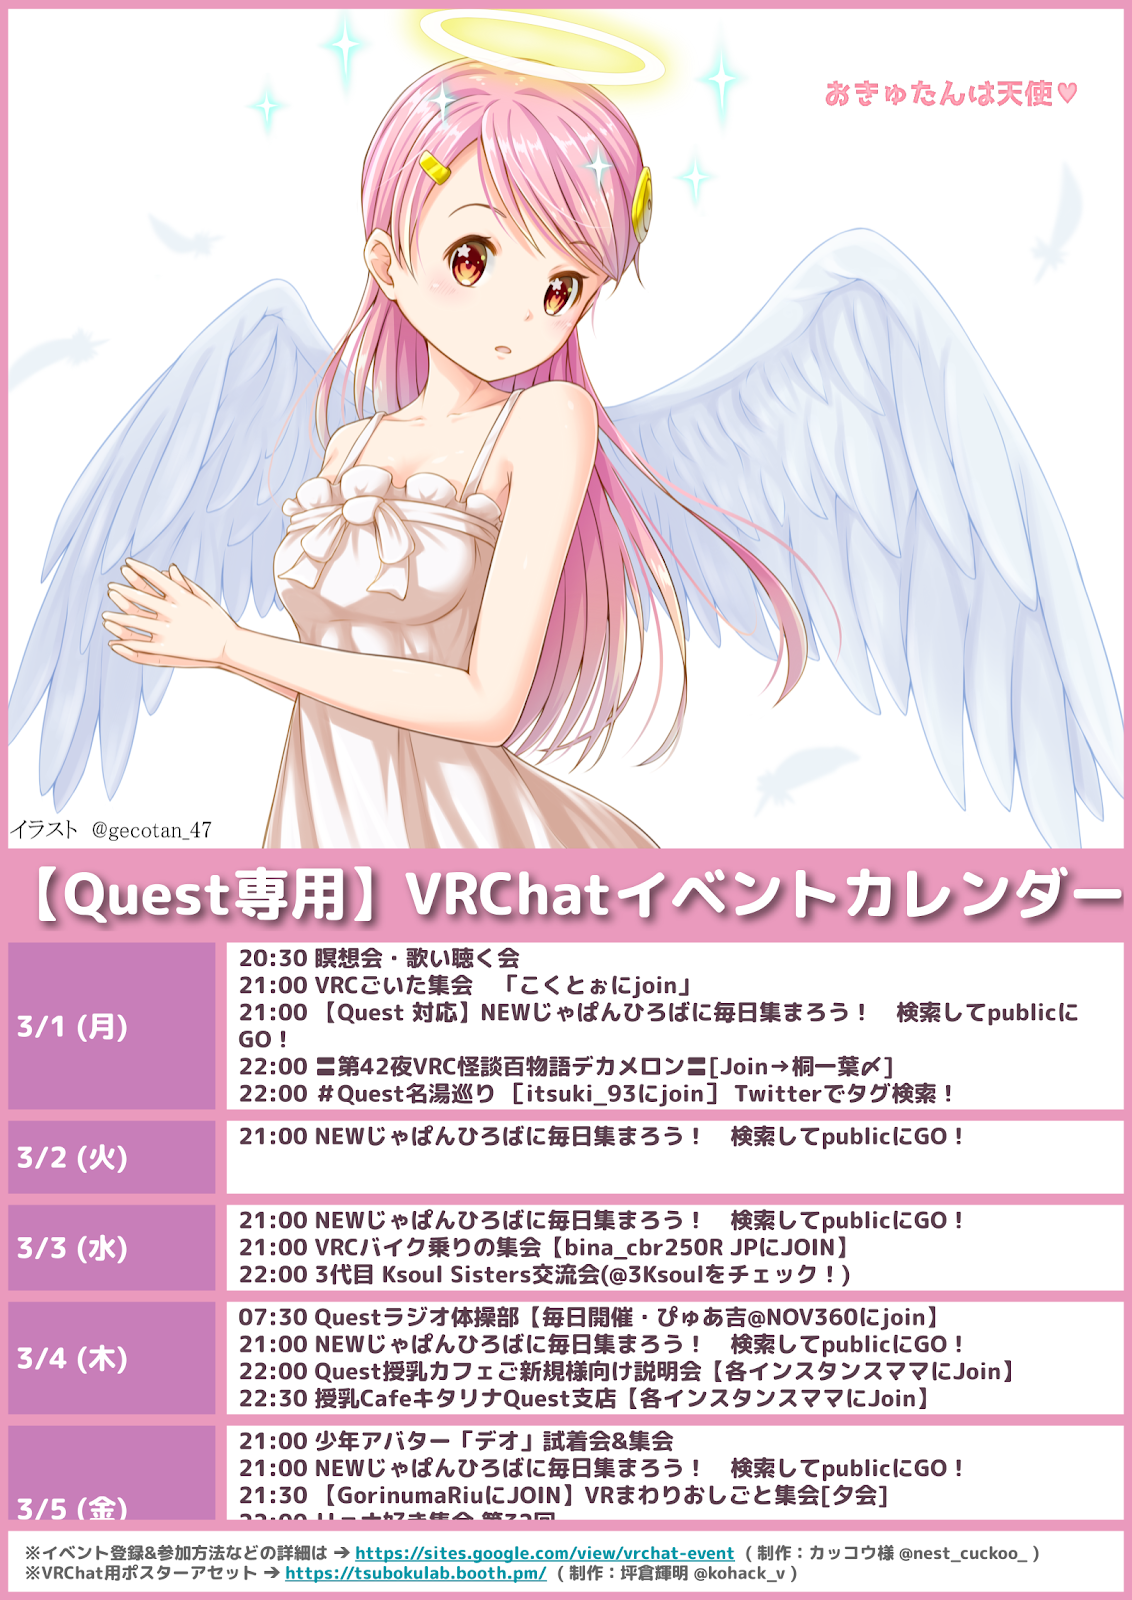 おきゅたんは天使♥
イラスト @gecotan_47
【Quest専用】VRChatイベントカレンダー
3/1 (月)
20:30 瞑想会・歌い聴く会
21:00 VRCごいた集会　「こくとぉにjoin」
21:00 【Quest 対応】NEWじゃぱんひろばに毎日集まろう！　検索してpublicに
GO！
22:00 〓第42夜VRC怪談百物語デカメロン〓[Join→桐一葉〆]
22:00 ＃Quest名湯巡り ［itsuki_93にjoin］ Twitterでタグ検索！
3/2 (火)
21:00 NEWじゃぱんひろばに毎日集まろう！　検索してpublicにGO！
3/3 (水)
21:00 NEWじゃぱんひろばに毎日集まろう！　検索してpublicにGO！
21:00 VRCバイク乗りの集会【bina_cbr250R JPにJOIN】
22:00 3代目 Ksoul Sisters交流会(@3Ksoulをチェック！)
3/4 (木)
07:30 Questラジオ体操部【毎日開催・ぴゅあ吉@NOV360にjoin】
21:00 NEWじゃぱんひろばに毎日集まろう！　検索してpublicにGO！
22:00 Quest授乳カフェご新規様向け説明会【各インスタンスママにJoin】
22:30 授乳CafeキタリナQuest支店【各インスタンスママにJoin】
3/5 (金)
21:00 少年アバター「デオ」試着会&集会
21:00 NEWじゃぱんひろばに毎日集まろう！　検索してpublicにGO！
21:30 【GorinumaRiuにJOIN】VRまわりおしごと集会[夕会]
※イベント登録&参加方法などの詳細は → https://sites.google.com/view/vrchat-event ( 制作：カッコウ様 @nest_cuckoo_ )
※VRChat用ポスターアセット → https://tsubokulab.booth.pm/ ( 制作：坪倉輝明 @kohack_v )